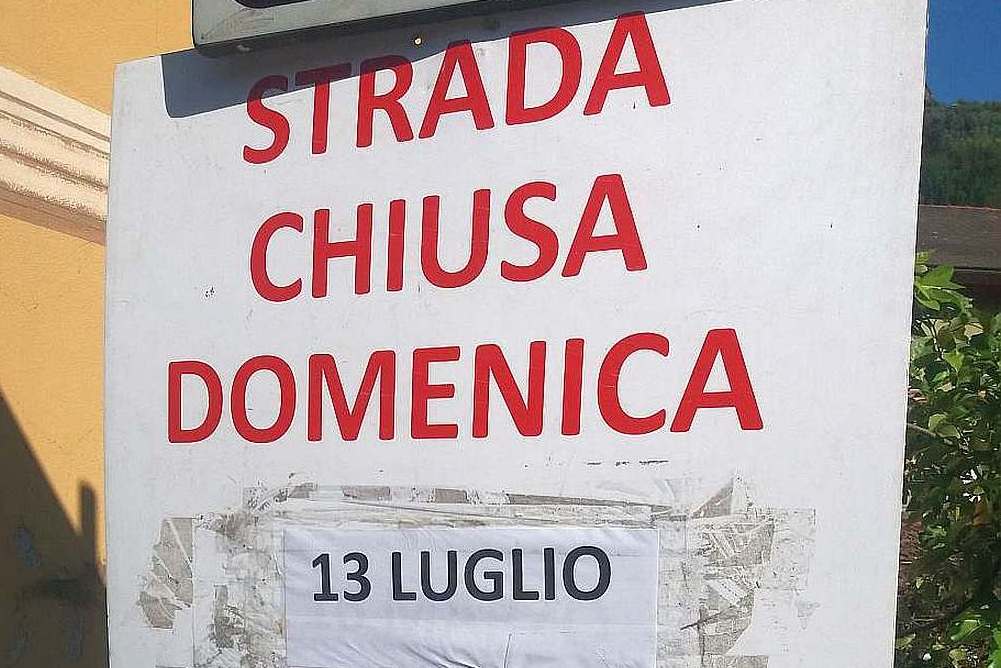 STRADA
CHIUSA
DOMENICA
13 LUGLIO